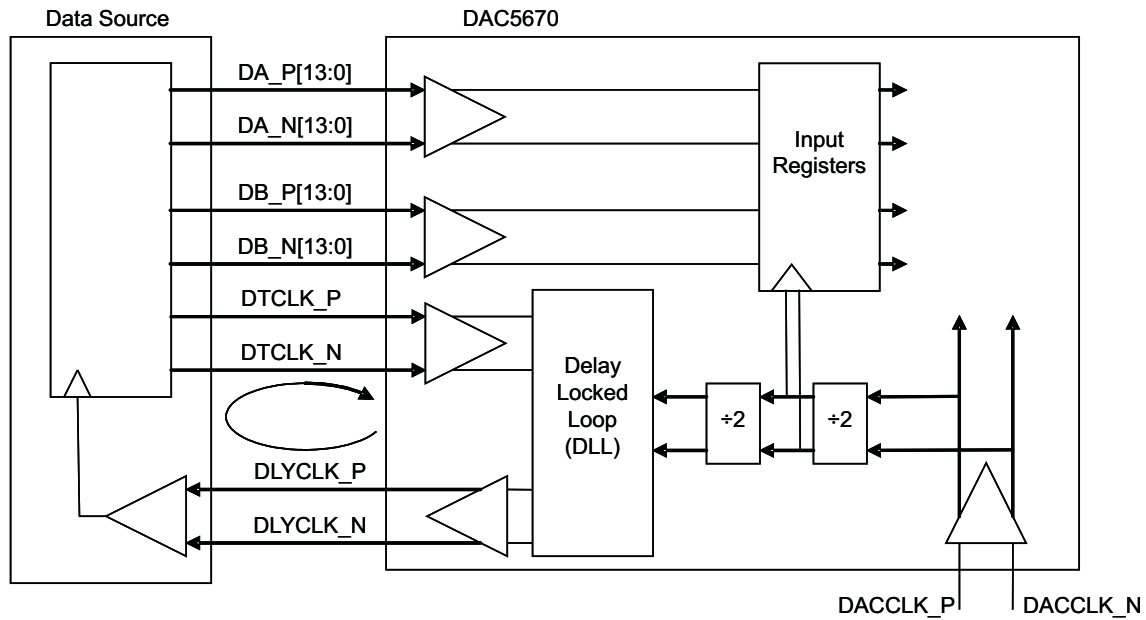 Data Source
DAC5670
DA_P[13:0]
DA_N[13:0]
Input
Registers
DB_P[13:0]
DB_N[13:0]
DTCLK_P
DTCLK_N
Delay
Locked
Loop
(DLL)
÷2
÷2
DLYCLK_P
DLYCLK_N
DACCLK_P
DACCLK_N